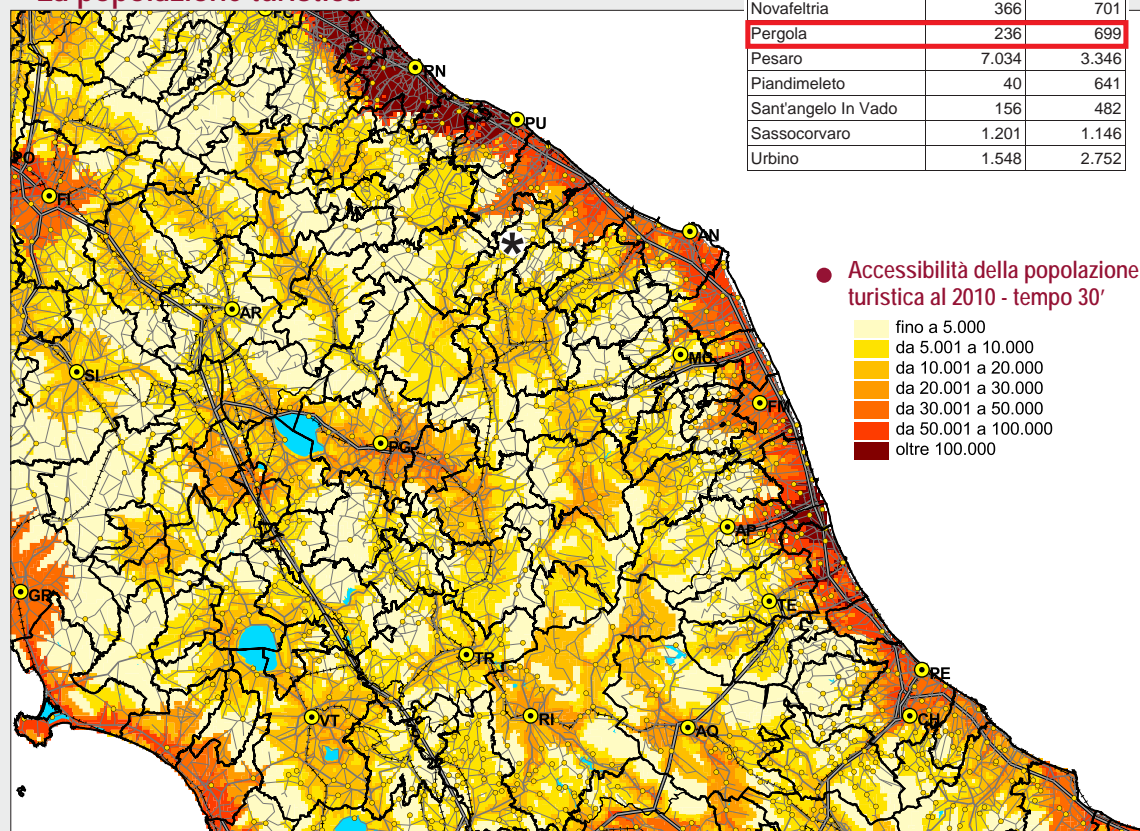 La popolazione turistica
Novafeltria 366 701
Pergola 236 699
Pesaro 7.034 3.346
Piandimeleto 40 641
Sant'angelo In Vado 156 482
Sassocorvaro 1.201 1.146
Urbino 1.548 2.752
RN
PU
PO
FI
*
AN
● Accessibilità della popolazione
turistica al 2010 - tempo 30'
fino a 5.000
da 5.001 a 10.000
da 10.001 a 20.000
da 20.001 a 30.000
da 30.001 a 50.000
da 50.001 a 100.000
oltre 100.000
AR
MC
SI
FM
PG
AP
GR
TE
TR
PE
VT
RI
AQ
CH